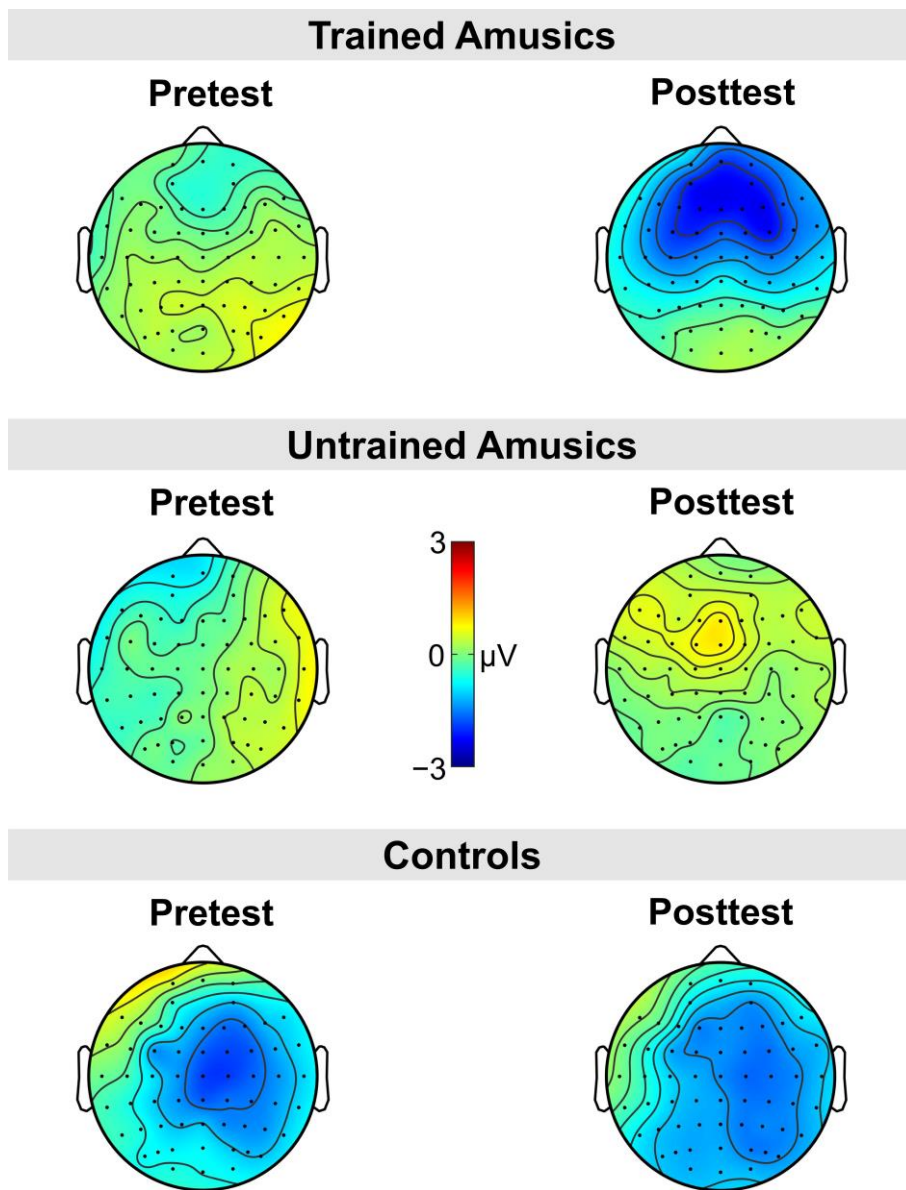 Trained Amusics
Pretest Posttest
Untrained Amusics
Pretest Posttest
3
0 μV
−3
Controls
Pretest Posttest